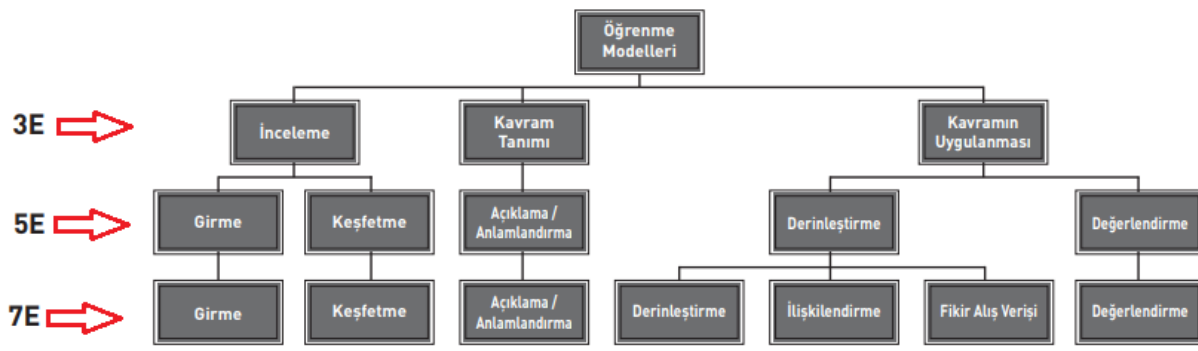 Öğrenme
Modelleri
3E
İnceleme
Kavram
Tanımı
Kavramın
Uygulanması
5E
Girme
Keşfetme
Açıklama /
Anlamlandırma
Derinleştirme
Değerlendirme
7E
Girme
Keşfetme
Açıklama /
Anlamlandırma
Derinleştirme
İlişkilendirme
Fikir Alış Verişi
Değerlendirme